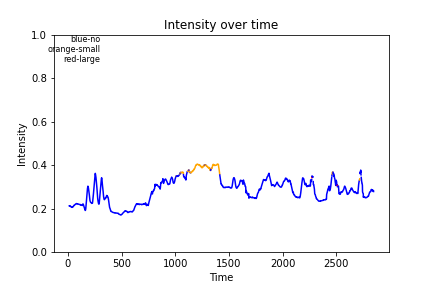 Intensity over time
blue-no
orange-small
red-large
1.0
0.8
0.6
0.4
0.2
0.0
Intensity
0 500 1000 1500 2000 2500
Time